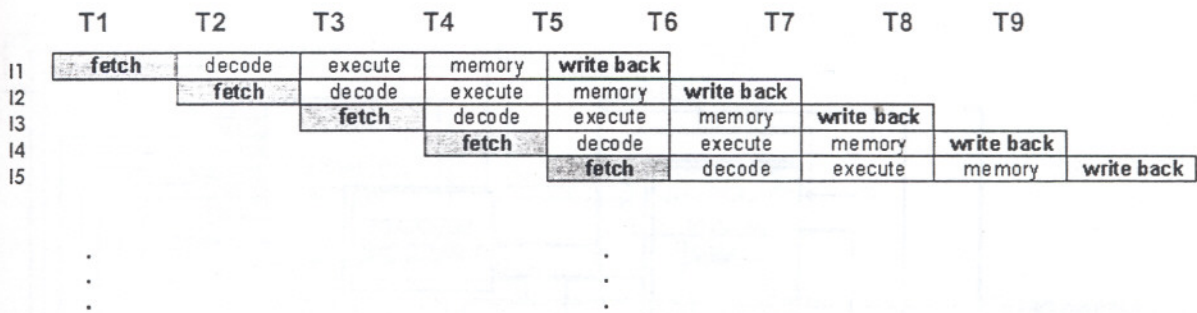 T1 T2 T3 T4 T5 T6 T7 T8 T9
I1 fetch decode execute memory write back
I2 fetch decode execute memory write back
I3 fetch decode execute memory write back
I4 fetch decode execute memory write back
I5 fetch decode execute memory write back
. .
. .
. .